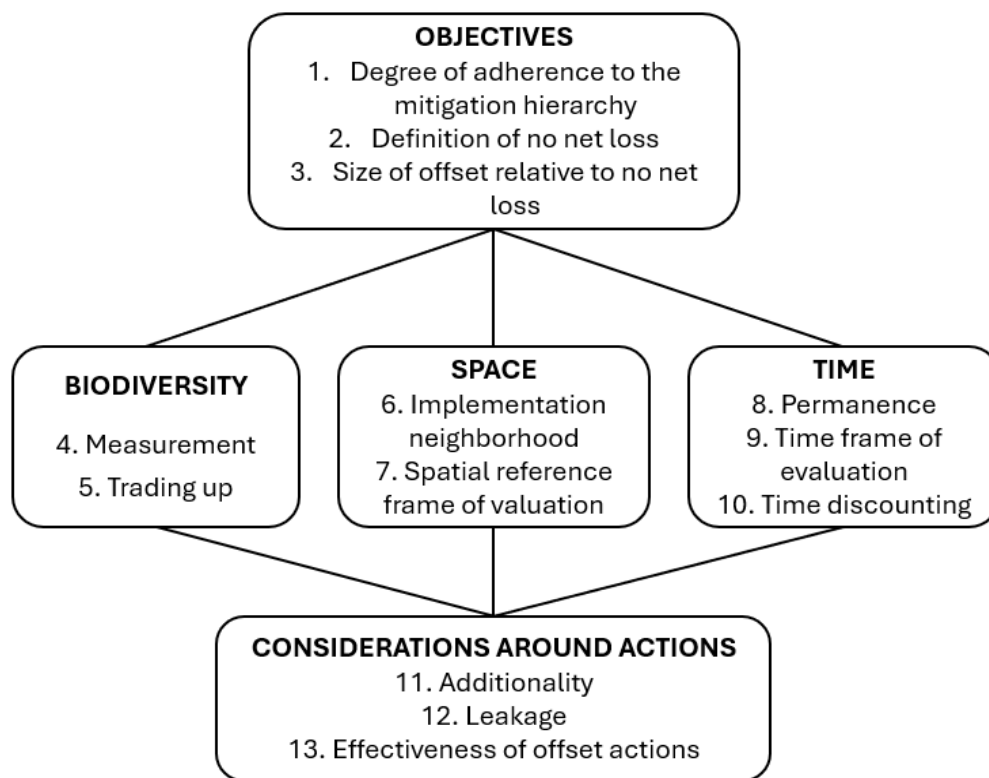 OBJECTIVES
1. Degree of adherence to the
mitigation hierarchy
2. Definition of no net loss
3. Size of offset relative to no net
loss
BIODIVERSITY
4. Measurement
5. Trading up
SPACE
6. Implementation
neighborhood
7. Spatial reference
frame of valuation
TIME
8. Permanence
9. Time frame of
evaluation
10. Time discounting
CONSIDERATIONS AROUND ACTIONS
11. Additionality
12. Leakage
13. Effectiveness of offset actions